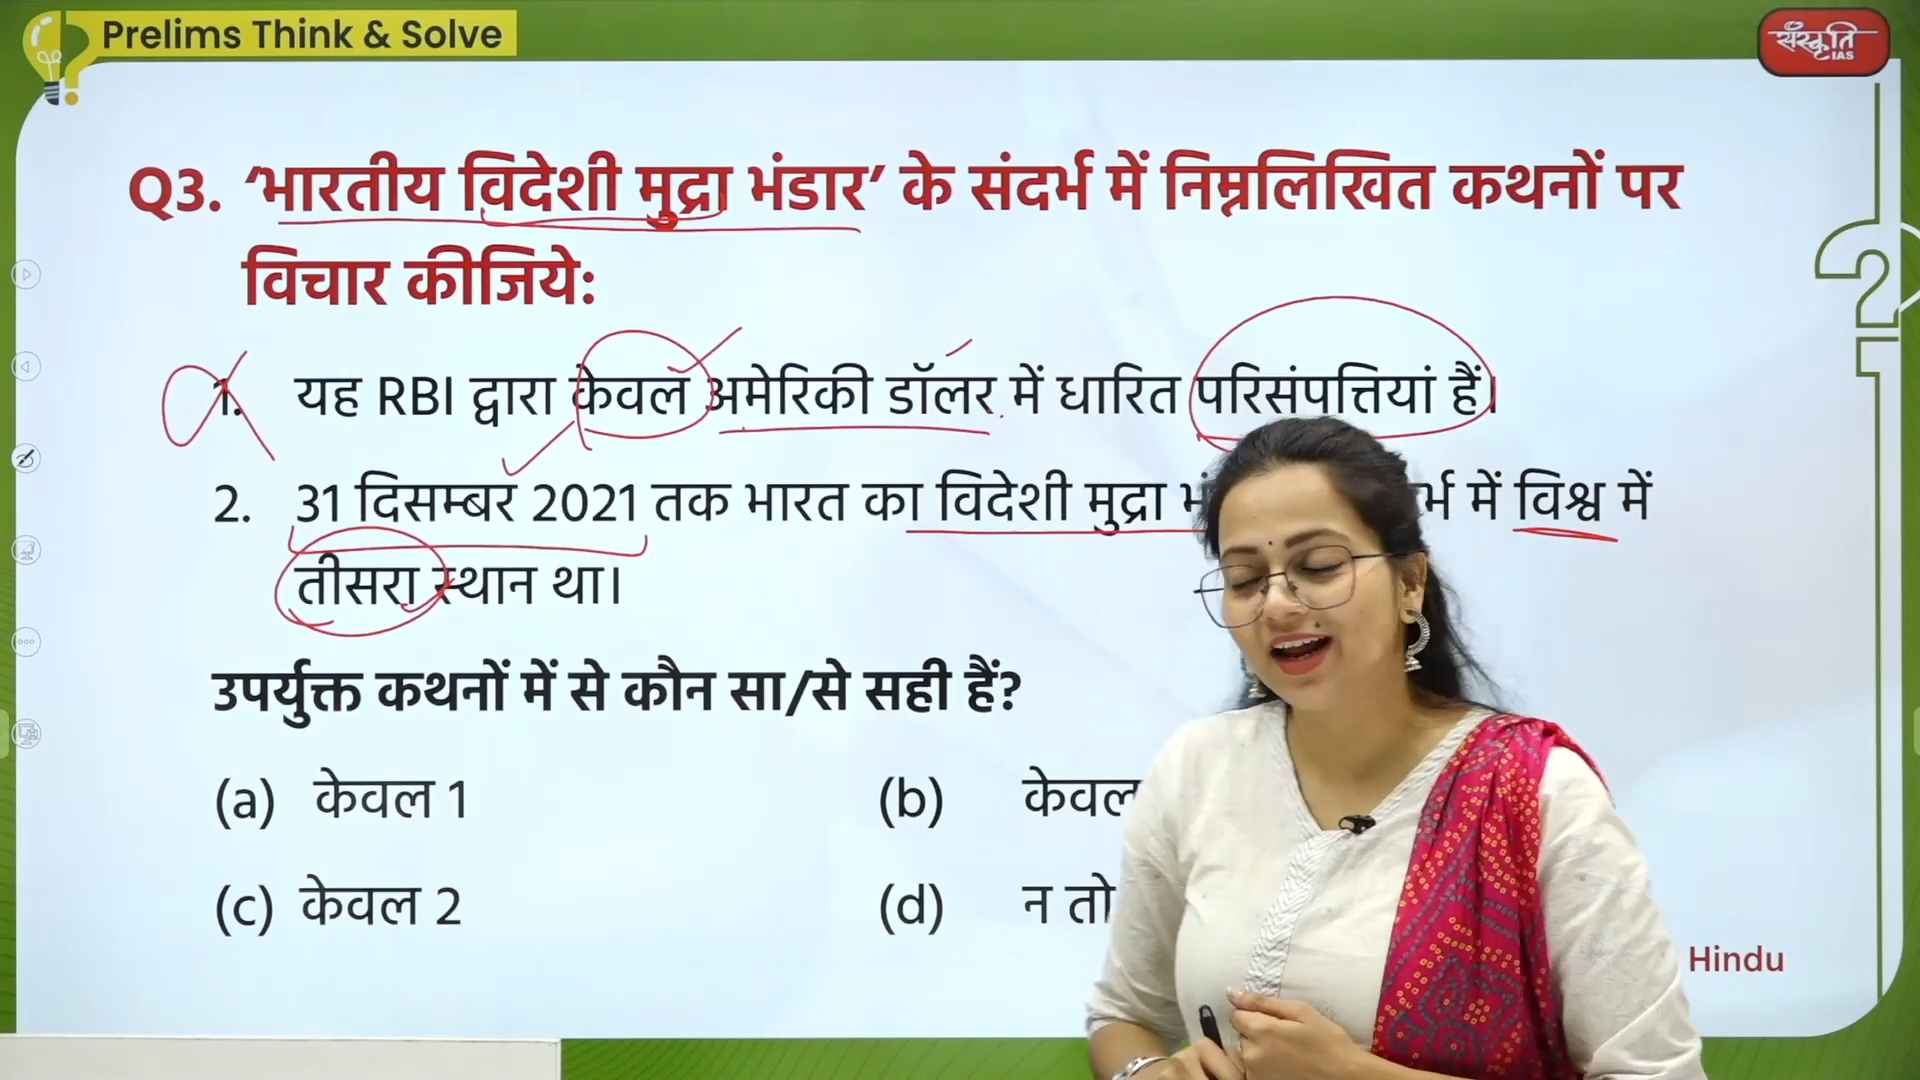 Prelims Think & Solve
संस्कृति
IAS
Q3. ‘भारतीय विदेशी मुद्रा भंडार’ के संदर्भ में निम्नलिखित कथनों पर
विचार कीजिये:
1. यह RBI द्वारा केवल अमेरिकी डॉलर में धारित परिसंपत्तियां हैं।
2. 31 दिसम्बर 2021 तक भारत का विदेशी मुद्रा में विश्व में
तीसरा स्थान था।
उपर्युक्त कथनों में से कौन सा/से सही हैं?
(a) केवल 1
(b) केवल
(c) केवल 2
(d) न तो
Hindu